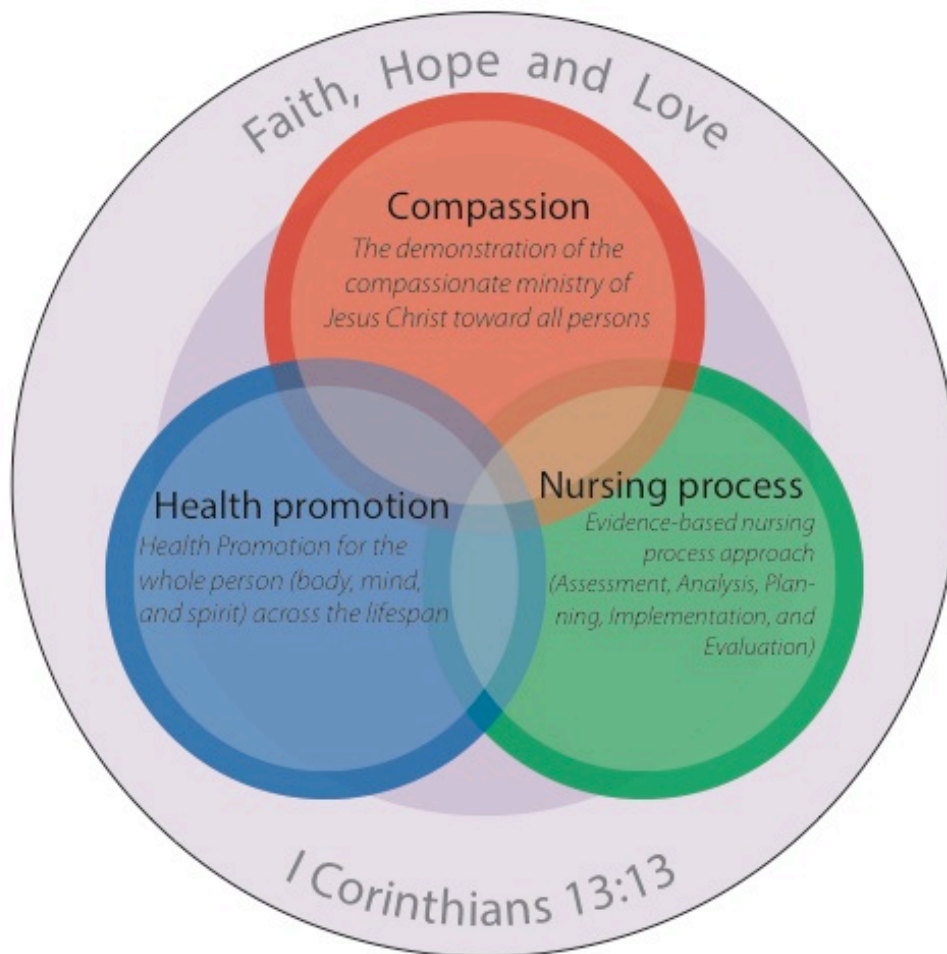 Faith, Hope and Love
Compassion
The demonstration of the
compassionate ministry of
Jesus Christ toward all persons
Health promotion
Health Promotion for the
whole person (body, mind,
and spirit) across the lifespan
Nursing process
Evidence-based nursing
process approach
(Assessment, Analysis, Plan-
ning, Implementation, and
Evaluation)
I Corinthians 13:13